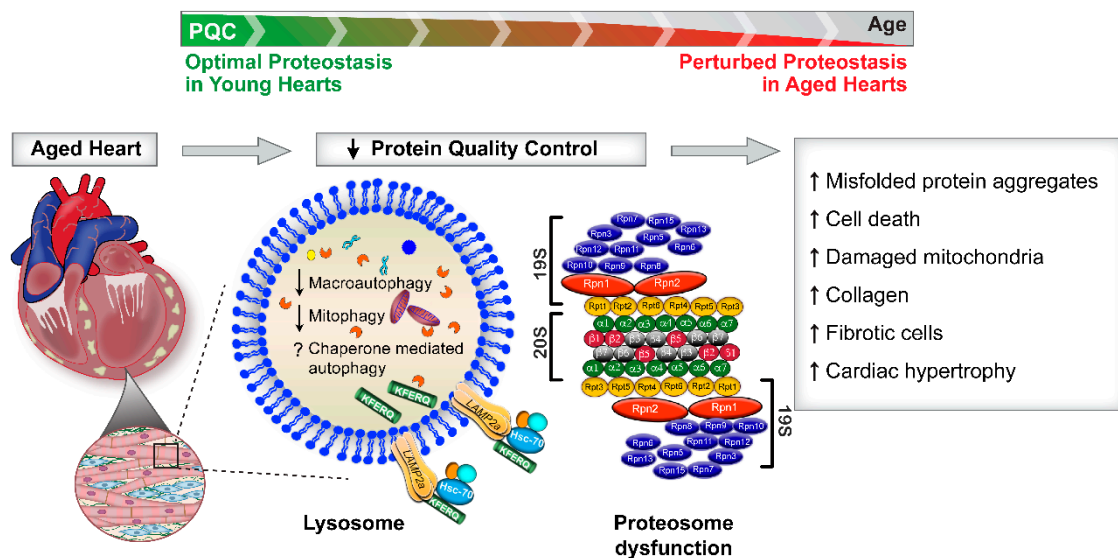 PQC
Age
Optimal Proteostasis
in Young Hearts
Perturbed Proteostasis
in Aged Hearts
Aged Heart
↓ Protein Quality Control
↓ Macroautophagy
↓ Mitophagy
? Chaperone mediated
autophagy
KFERQ
KFERQ
LAMP2a
Hsc-70
KFERQ
LAMP2a
Hsc-70
KFERQ
Lysosome
19S
Rpn7 Rpn15
Rpn3 Rpn5 Rpn13
Rpn12 Rpn11 Rpn6
Rpn10 Rpn9 Rpn8
Rpn1 Rpn2
Rpt1 Rpt2 Rpt6 Rpt4 Rpt5 Rpt3
20S
α1 α2 α3 α4 α5 α6 α7
β1 β2 β3 β4 β5 β6 β7
β7 β6 β5 β4 β3 β2 β1
α1 α2 α3 α4 α5 α6 α7
Rpt3 Rpt5 Rpt4 Rpt6 Rpt2 Rpt1
19S
Rpn2 Rpn1
Rpn8 Rpn9 Rpn10
Rpn6 Rpn11 Rpn12
Rpn13 Rpn5 Rpn3
Rpn15 Rpn7
Proteosome
dysfunction
↑ Misfolded protein aggregates
↑ Cell death
↑ Damaged mitochondria
↑ Collagen
↑ Fibrotic cells
↑ Cardiac hypertrophy